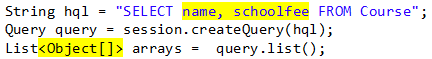 String hql = "SELECT name, schoolfee FROM Course";
Query query = session.createQuery(hql);
List<Object[]> arrays =  query.list();